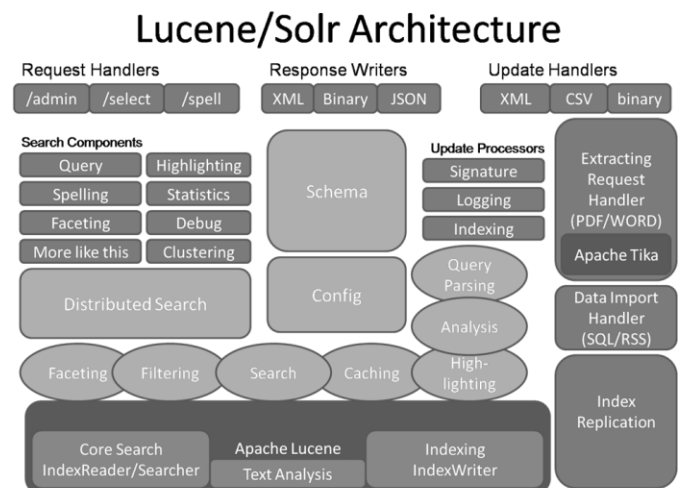 Lucene/Solr Architecture
Request Handlers
/admin /select /spell
Response Writers
XML Binary JSON
Update Handlers
XML CSV binary
Search Components
Query Highlighting
Spelling Statistics
Faceting Debug
More like this Clustering
Distributed Search
Schema
Config
Update Processors
Signature
Logging
Indexing
Query
Parsing
Analysis
High-
lighting
Extracting
Request
Handler
(PDF/WORD)
Apache Tika
Data Import
Handler
(SQL/RSS)
Faceting Filtering Search Caching
Index
Replication
Core Search
IndexReader/Searcher
Apache Lucene
Text Analysis
Indexing
IndexWriter